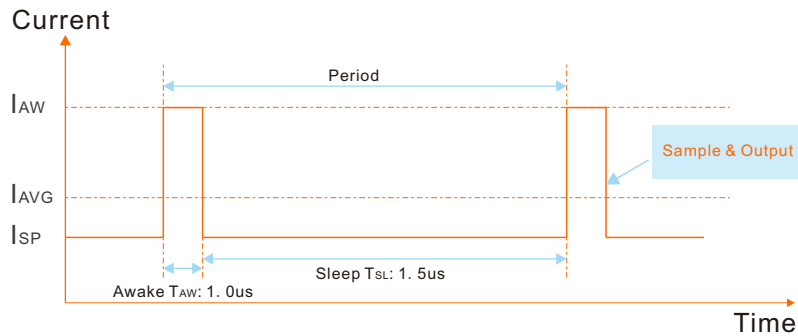 Current
Period
IAW
Sample & Output
IAVG
ISP
Sleep TSL: 1. 5us
Awake TAW: 1. 0us
Time